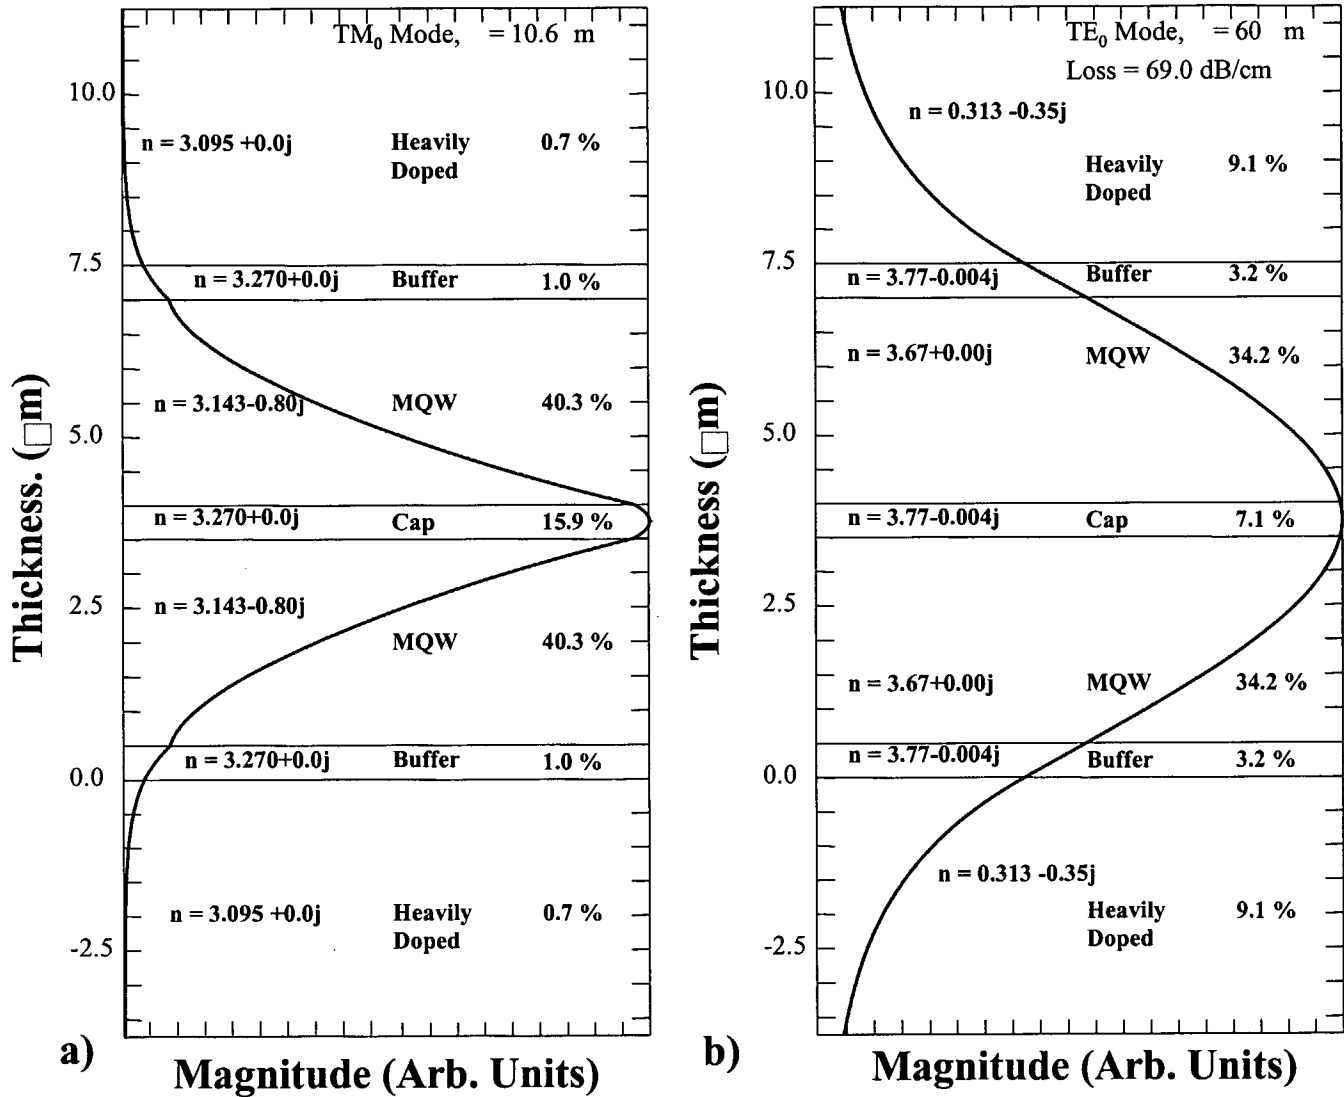 TM0 Mode, = 10.6 m
10.0
n = 3.095 +0.0j Heavily Doped 0.7 %
7.5
n = 3.270+0.0j Buffer 1.0 %
n = 3.143-0.80j MQW 40.3 %
5.0
n = 3.270+0.0j Cap 15.9 %
n = 3.143-0.80j
2.5
MQW 40.3 %
n = 3.270+0.0j Buffer 1.0 %
0.0
n = 3.095 +0.0j Heavily Doped 0.7 %
-2.5
Thickness. (□m)
a)
Magnitude (Arb. Units)
TE0 Mode, = 60 m
Loss = 69.0 dB/cm
10.0
n = 0.313 -0.35j
Heavily Doped 9.1 %
7.5
n = 3.77-0.004j Buffer 3.2 %
n = 3.67+0.00j MQW 34.2 %
5.0
n = 3.77-0.004j Cap 7.1 %
2.5
n = 3.67+0.00j MQW 34.2 %
n = 3.77-0.004j Buffer 3.2 %
0.0
n = 0.313 -0.35j
Heavily Doped 9.1 %
-2.5
Thickness (□m)
b)
Magnitude (Arb. Units)